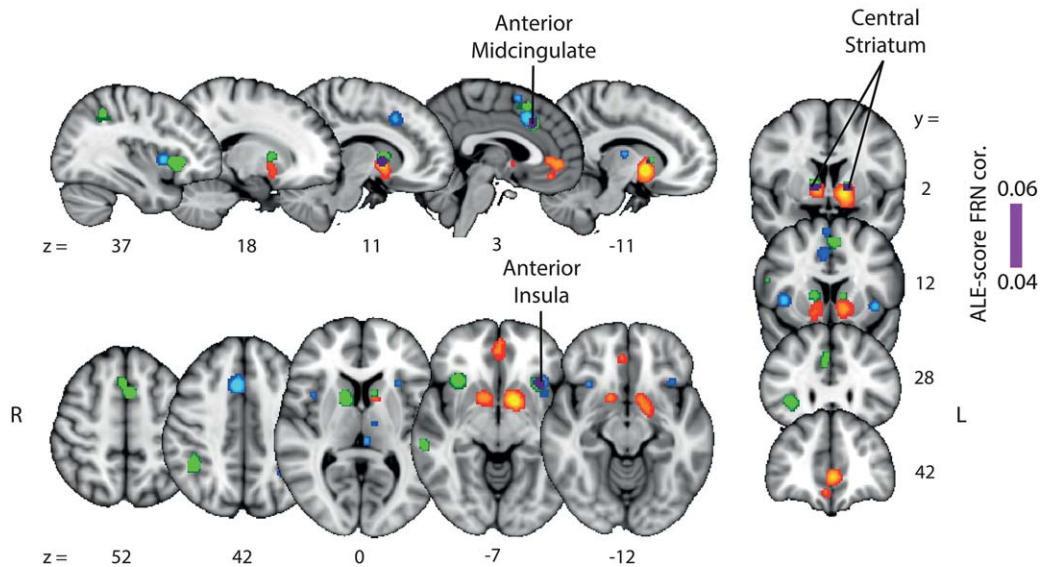 Anterior
Midcingulate
Central
Striatum
y =
2
12
28
42
z = 37 18 11 3 -11
Anterior
Insula
R
L
z = 52 42 0 -7 -12
ALE-score FRN cor.
0.06
0.04